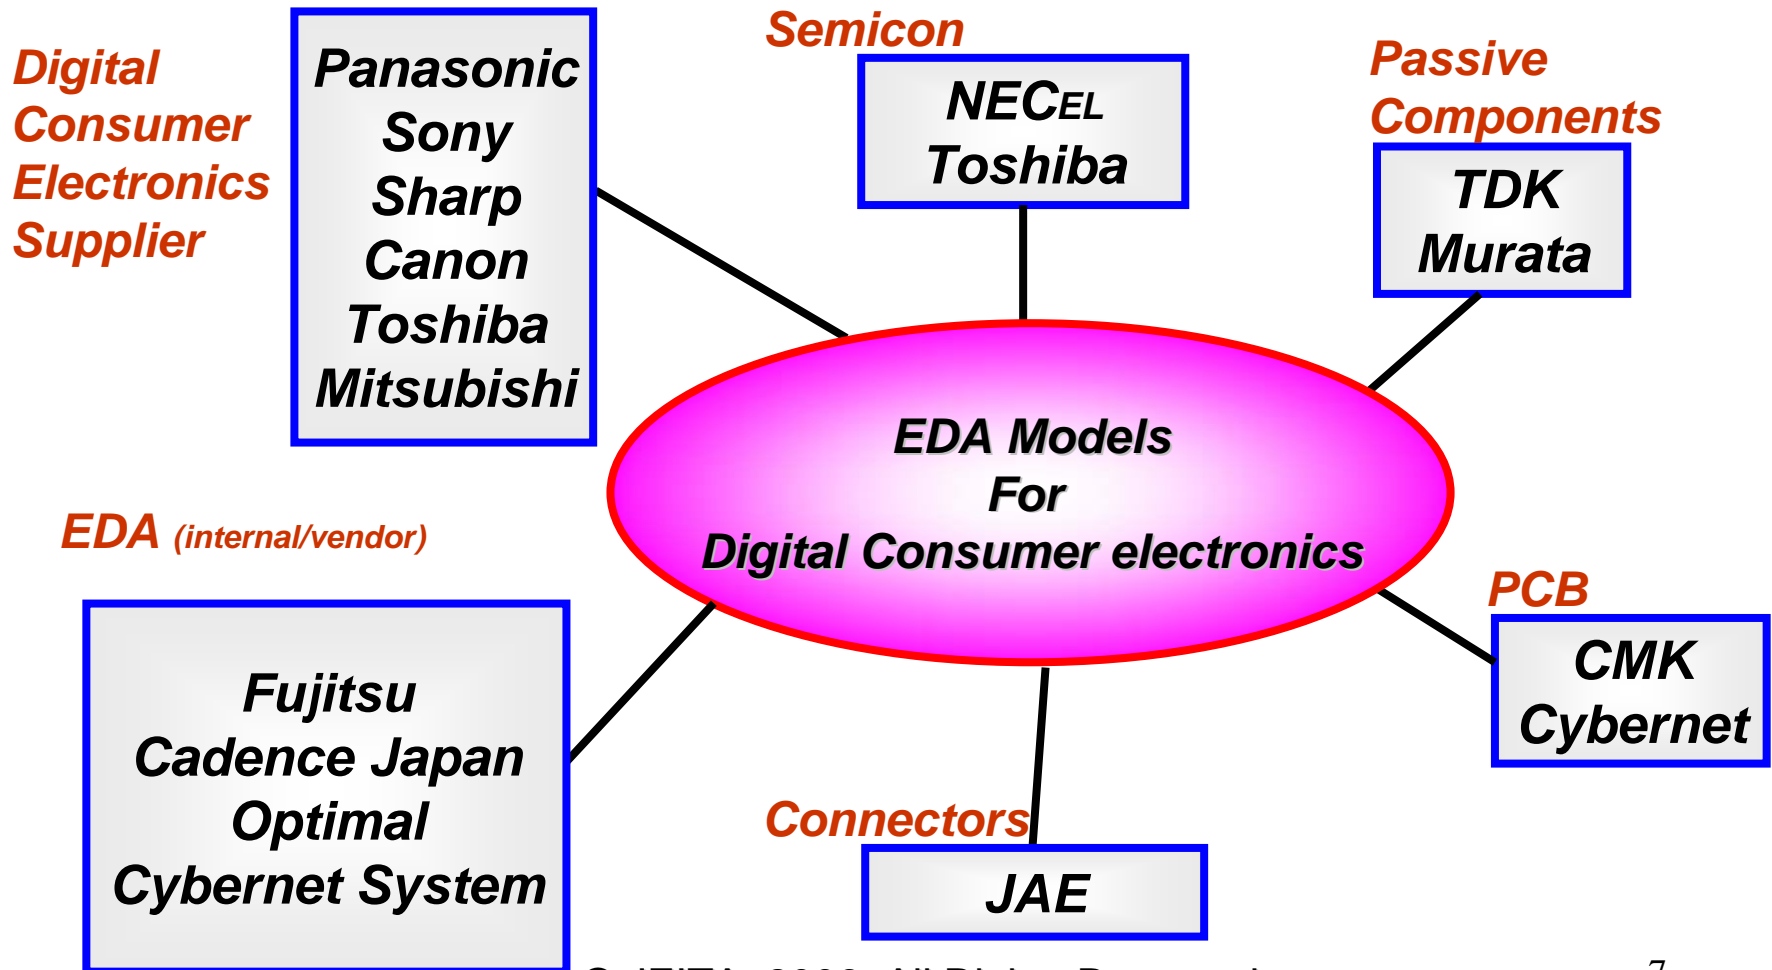 Digital
Consumer
Electronics
Supplier
Panasonic
Sony
Sharp
Canon
Toshiba
Mitsubishi
Semicon
NECEL
Toshiba
Passive
Components
TDK
Murata
EDA Models
For
Digital Consumer electronics
EDA (internal/vendor)
Fujitsu
Cadence Japan
Optimal
Cybernet System
Connectors
JAE
PCB
CMK
Cybernet